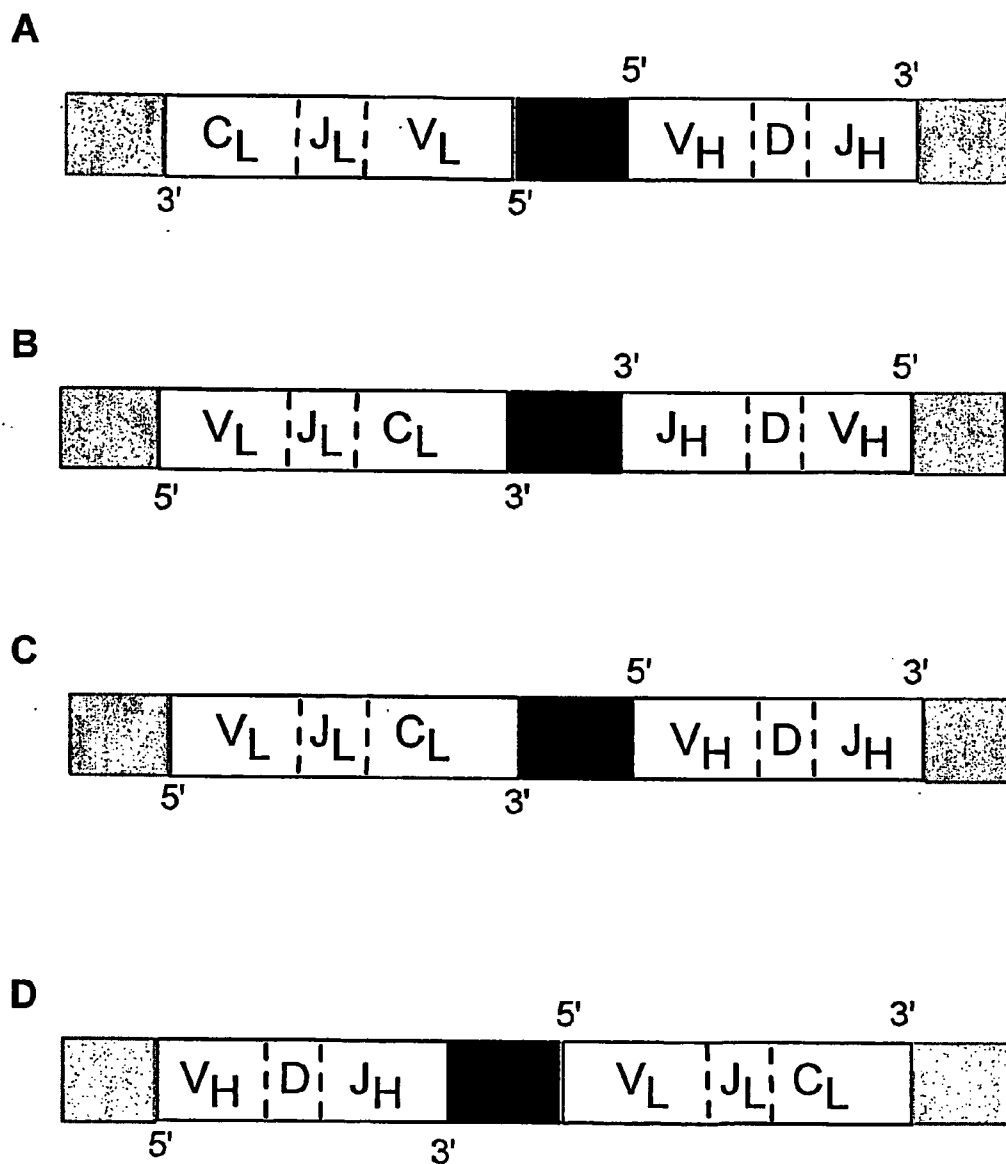 A
5' 3'
CL JL VL VH D JH
3' 5'
B
3' 5'
VL JL CL JH D VH
5' 3'
C
5' 3'
VL JL CL VH D JH
5' 3'
D
5' 3'
VH D JH VL JL CL
5' 3'